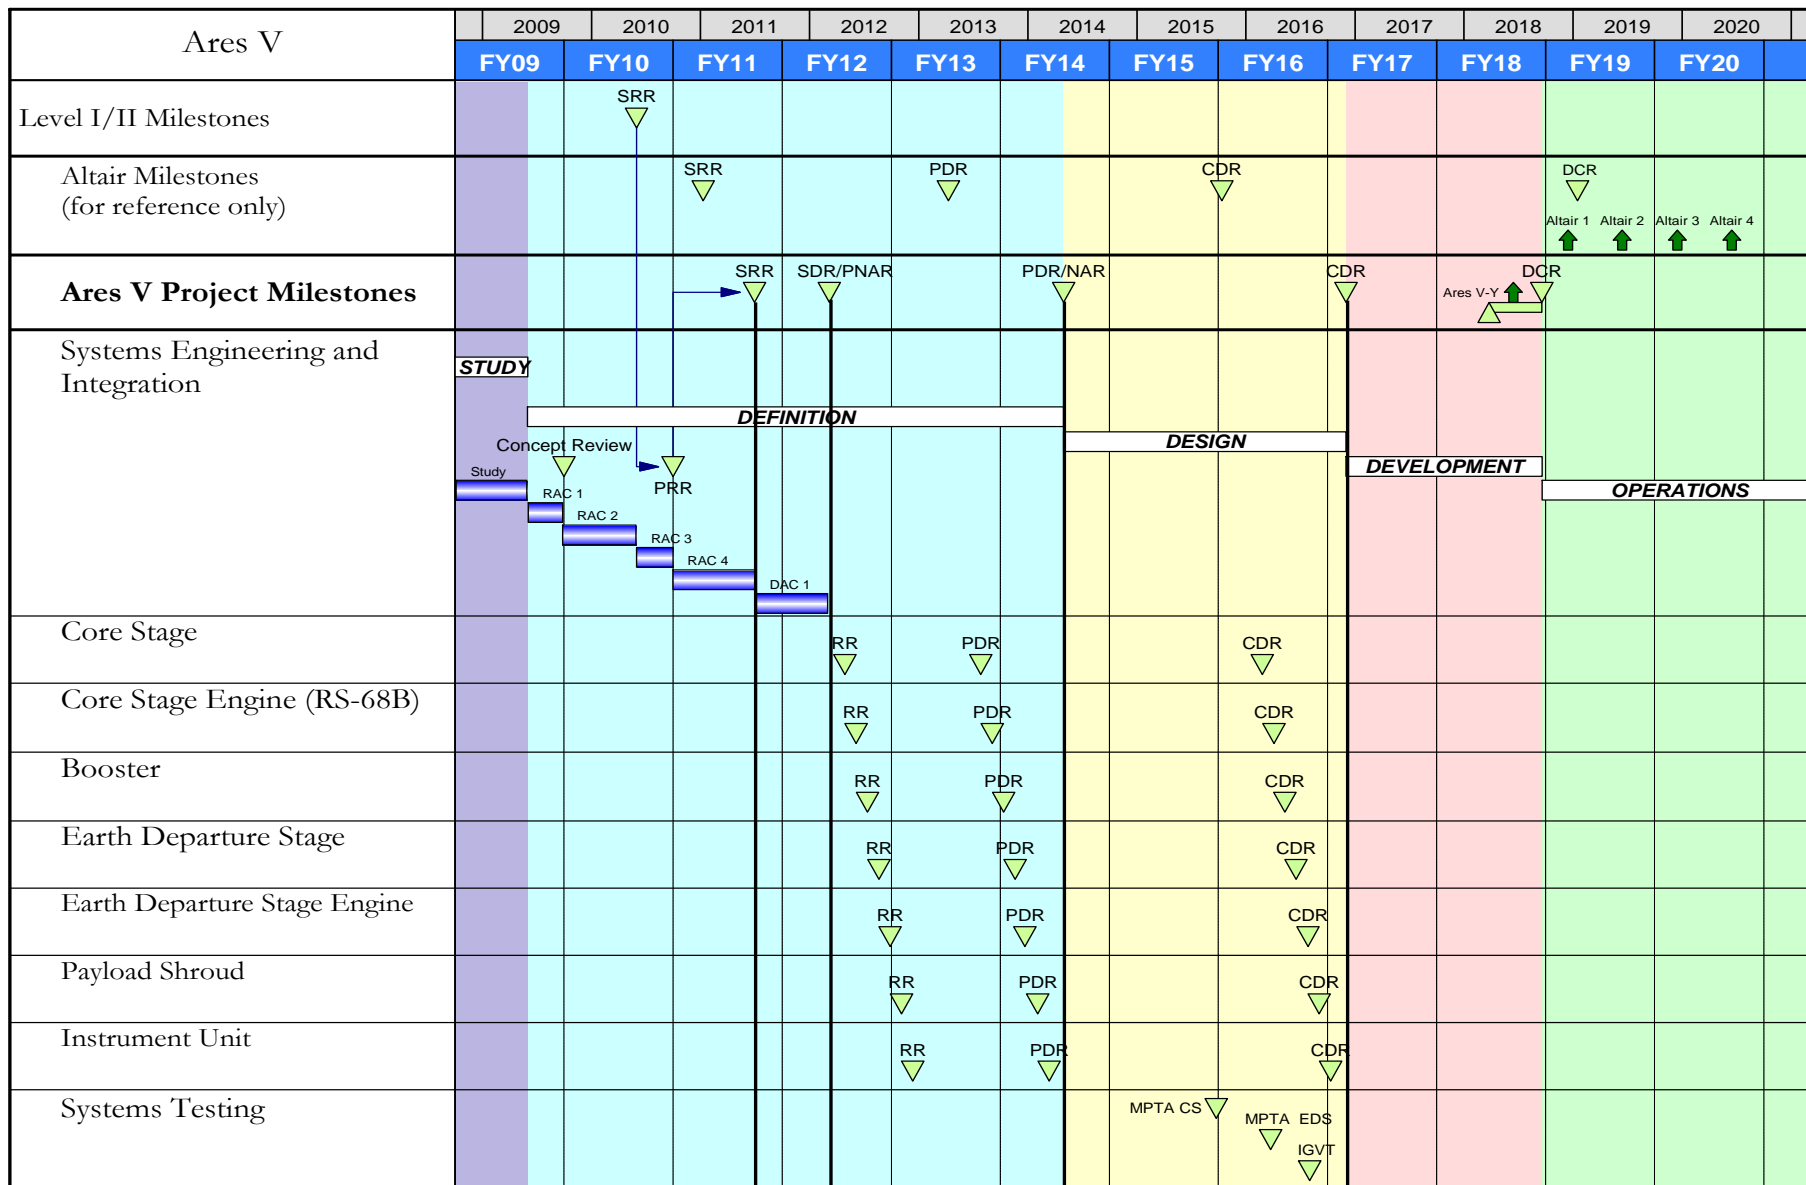 Ares V
2009 2010 2011 2012 2013 2014 2015 2016 2017 2018 2019 2020
FY09 FY10 FY11 FY12 FY13 FY14 FY15 FY16 FY17 FY18 FY19 FY20
SRR
Level I/II Milestones
Altair Milestones
(for reference only)
SRR PDR CDR DCR
Altair 1 Altair 2 Altair 3 Altair 4
Ares V Project Milestones
SRR SDR/PNAR PDR/NAR CDR DCR
Ares V-Y
Systems Engineering and
Integration
STUDY
DEFINITION
DESIGN
Concept Review
DEVELOPMENT
PRR
OPERATIONS
Study
RAC 1
RAC 2
RAC 3
RAC 4
DAC 1
Core Stage
RR PDR CDR
Core Stage Engine (RS-68B)
RR PDR CDR
Booster
RR PDR CDR
Earth Departure Stage
RR PDR CDR
Earth Departure Stage Engine
RR PDR CDR
Payload Shroud
RR PDR CDR
Instrument Unit
RR PDR CDR
Systems Testing
MPTA CS
MPTA EDS
IGVT